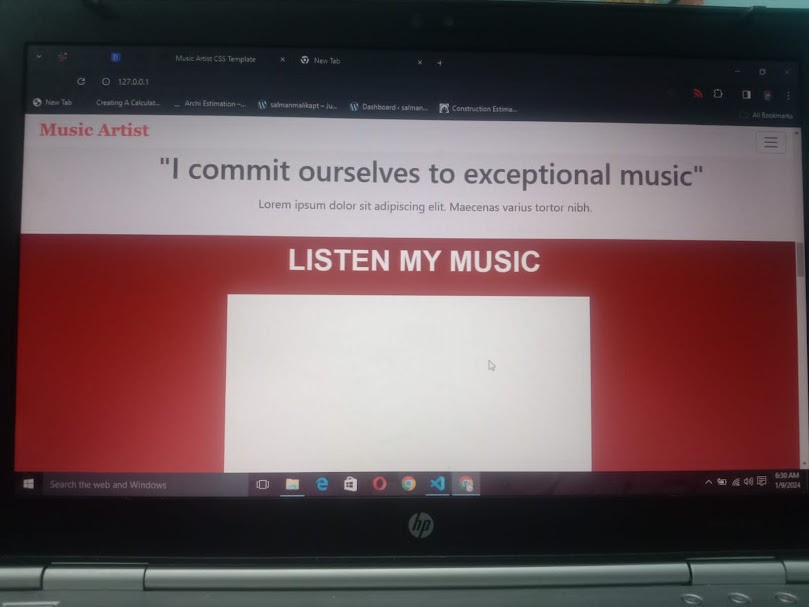 Music Artist CSS Template
New Tab
127.0.0.1
New Tab
Creating A Calculat...
Archi Estimation –...
salmanmalikapt – Ju...
Dashboard ‹ salman...
Construction Estima...
All Bookmarks
Music Artist
"I commit ourselves to exceptional music"
Lorem ipsum dolor sit adipiscing elit. Maecenas varius tortor nibh.
LISTEN MY MUSIC
Search the web and Windows
6:30 AM
1/9/2024
hp